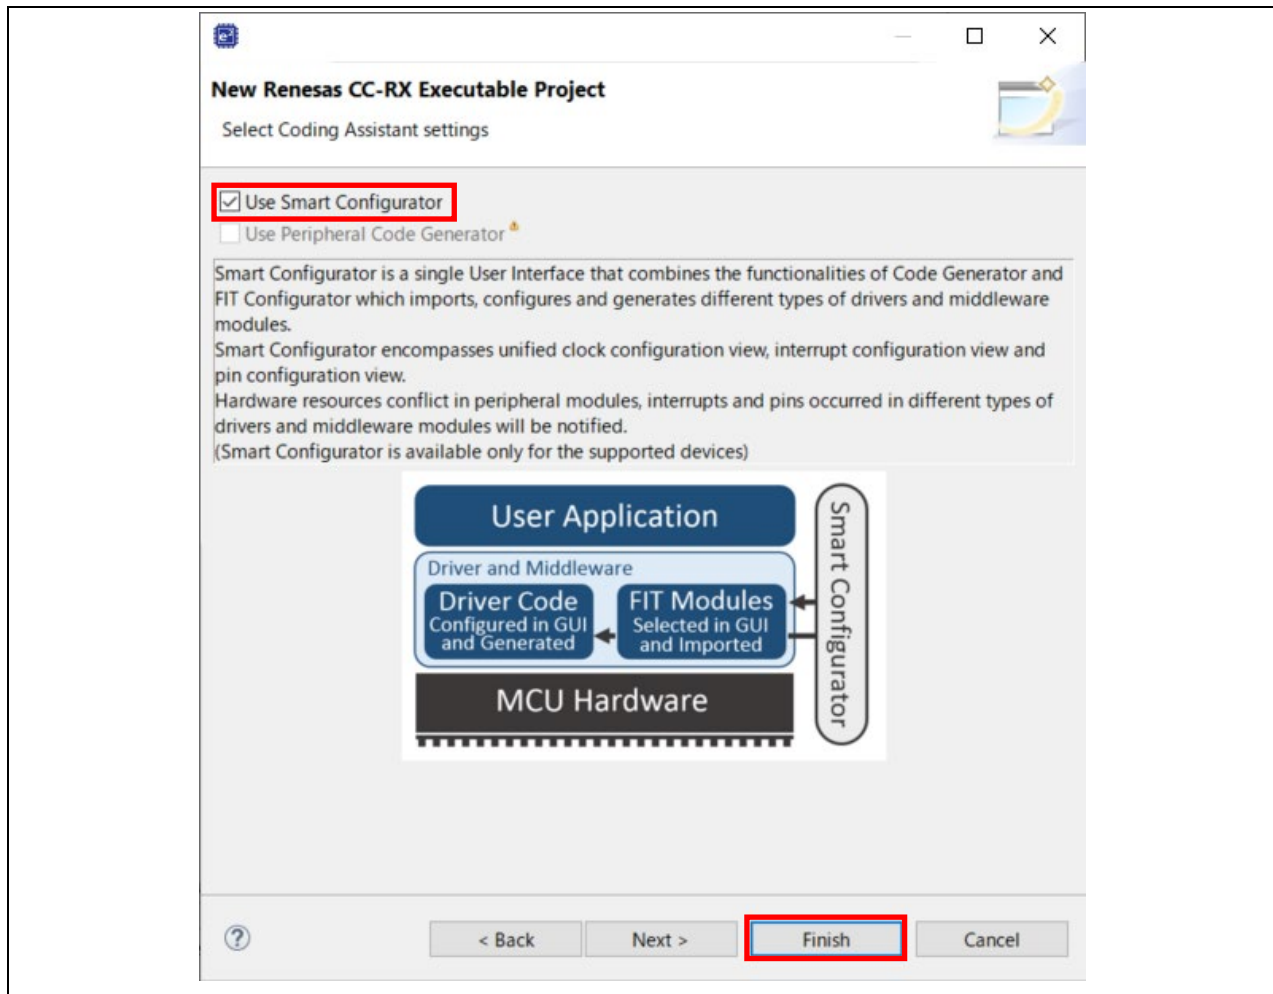 New Renesas CC-RX Executable Project
Select Coding Assistant settings
Use Smart Configurator
Use Peripheral Code Generator
Smart Configurator is a single User Interface that combines the functionalities of Code Generator and
FIT Configurator which imports, configures and generates different types of drivers and middleware
modules.
Smart Configurator encompasses unified clock configuration view, interrupt configuration view and
pin configuration view.
Hardware resources conflict in peripheral modules, interrupts and pins occurred in different types of
drivers and middleware modules will be notified.
(Smart Configurator is available only for the supported devices)
User Application
Driver and Middleware
Driver Code
Configured in GUI
and Generated
FIT Modules
Selected in GUI
and Imported
MCU Hardware
Smart Configurator
?
< Back
Next >
Finish
Cancel